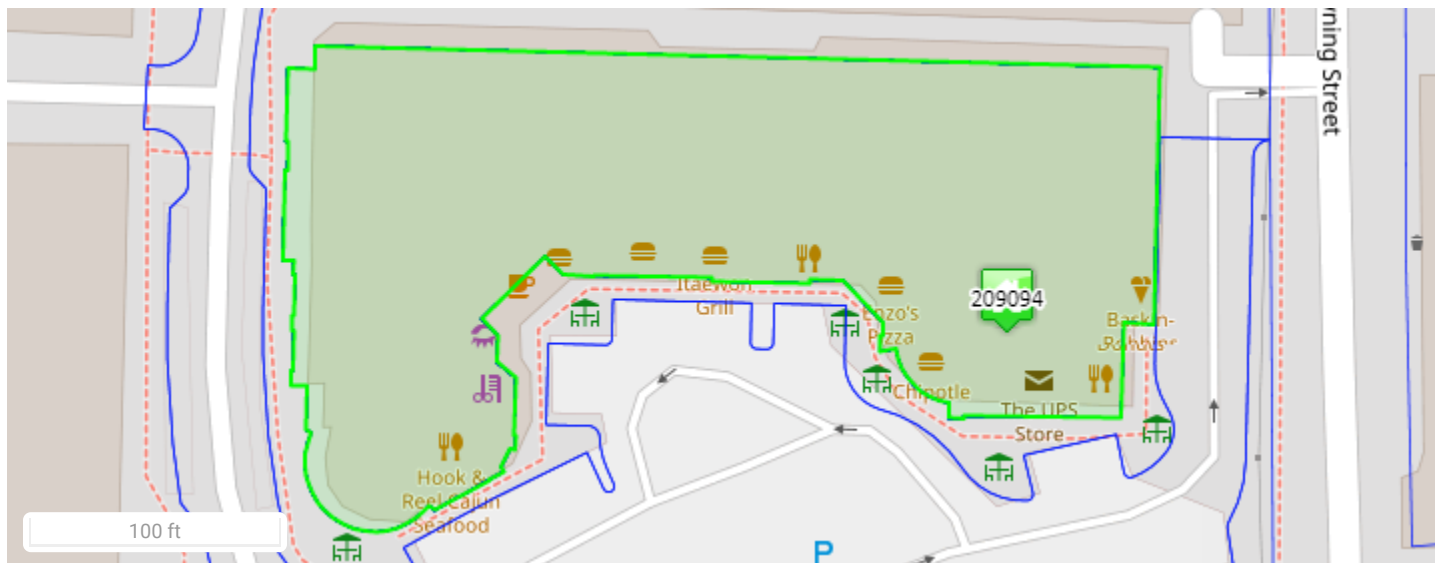 rning Street
209094
Itaewon
Grill
Enzo's
Pizza
Baskin-
Chipotle
The UPS
Store
Hook &
Reel Cajun
Seafood
100 ft
P